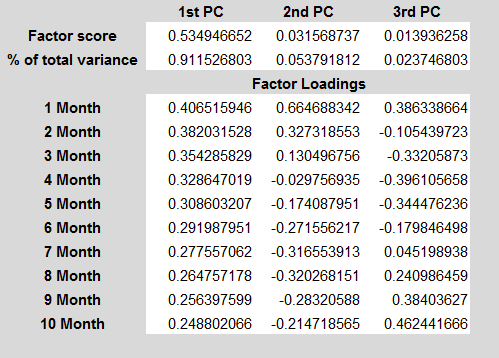 1st PC 2nd PC 3rd PC
Factor score 0.534946652 0.031568737 0.013936258
% of total variance 0.911526803 0.053791812 0.023746803
Factor Loadings
1 Month 0.406515946 0.664688342 0.386338664
2 Month 0.382031528 0.327318553 -0.105439723
3 Month 0.354285829 0.130496756 -0.33205873
4 Month 0.328647019 -0.029756935 -0.396105658
5 Month 0.308603207 -0.174087951 -0.344476236
6 Month 0.291987951 -0.271556217 -0.179846498
7 Month 0.277557062 -0.316553913 0.045198938
8 Month 0.264757178 -0.320268151 0.240986459
9 Month 0.256397599 -0.28320588 0.38403627
10 Month 0.248802066 -0.214718565 0.462441666